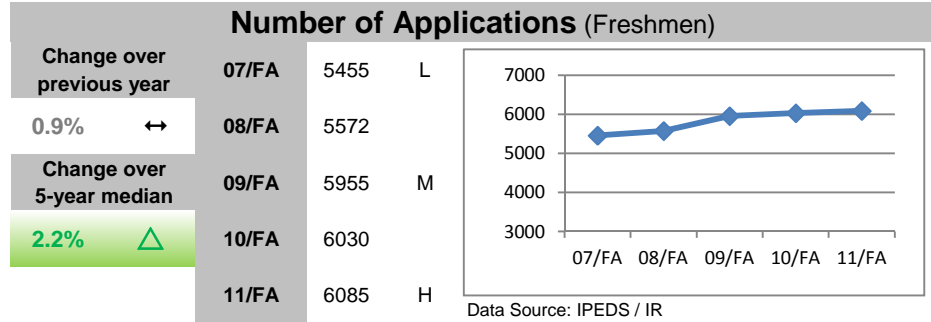 Number of Applications (Freshmen)
Change over
previous year
0.9% ↔
Change over
5-year median
2.2% △
07/FA 5455 L
08/FA 5572
09/FA 5955 M
10/FA 6030
11/FA 6085 H
7000
6000
5000
4000
3000
07/FA 08/FA 09/FA 10/FA 11/FA
Data Source: IPEDS / IR